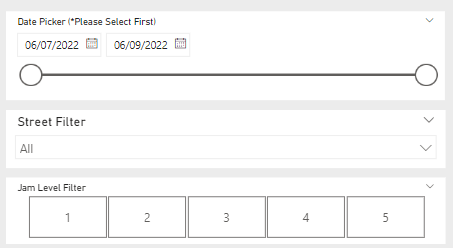 Date Picker (*Please Select First)
06/07/2022 06/09/2022
Street Filter
All
Jam Level Filter
1 2 3 4 5